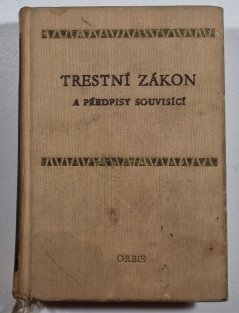 TRESTNÍ ZÁKON
A PŘEDPISY SOUVISÍCÍ
ORBIS